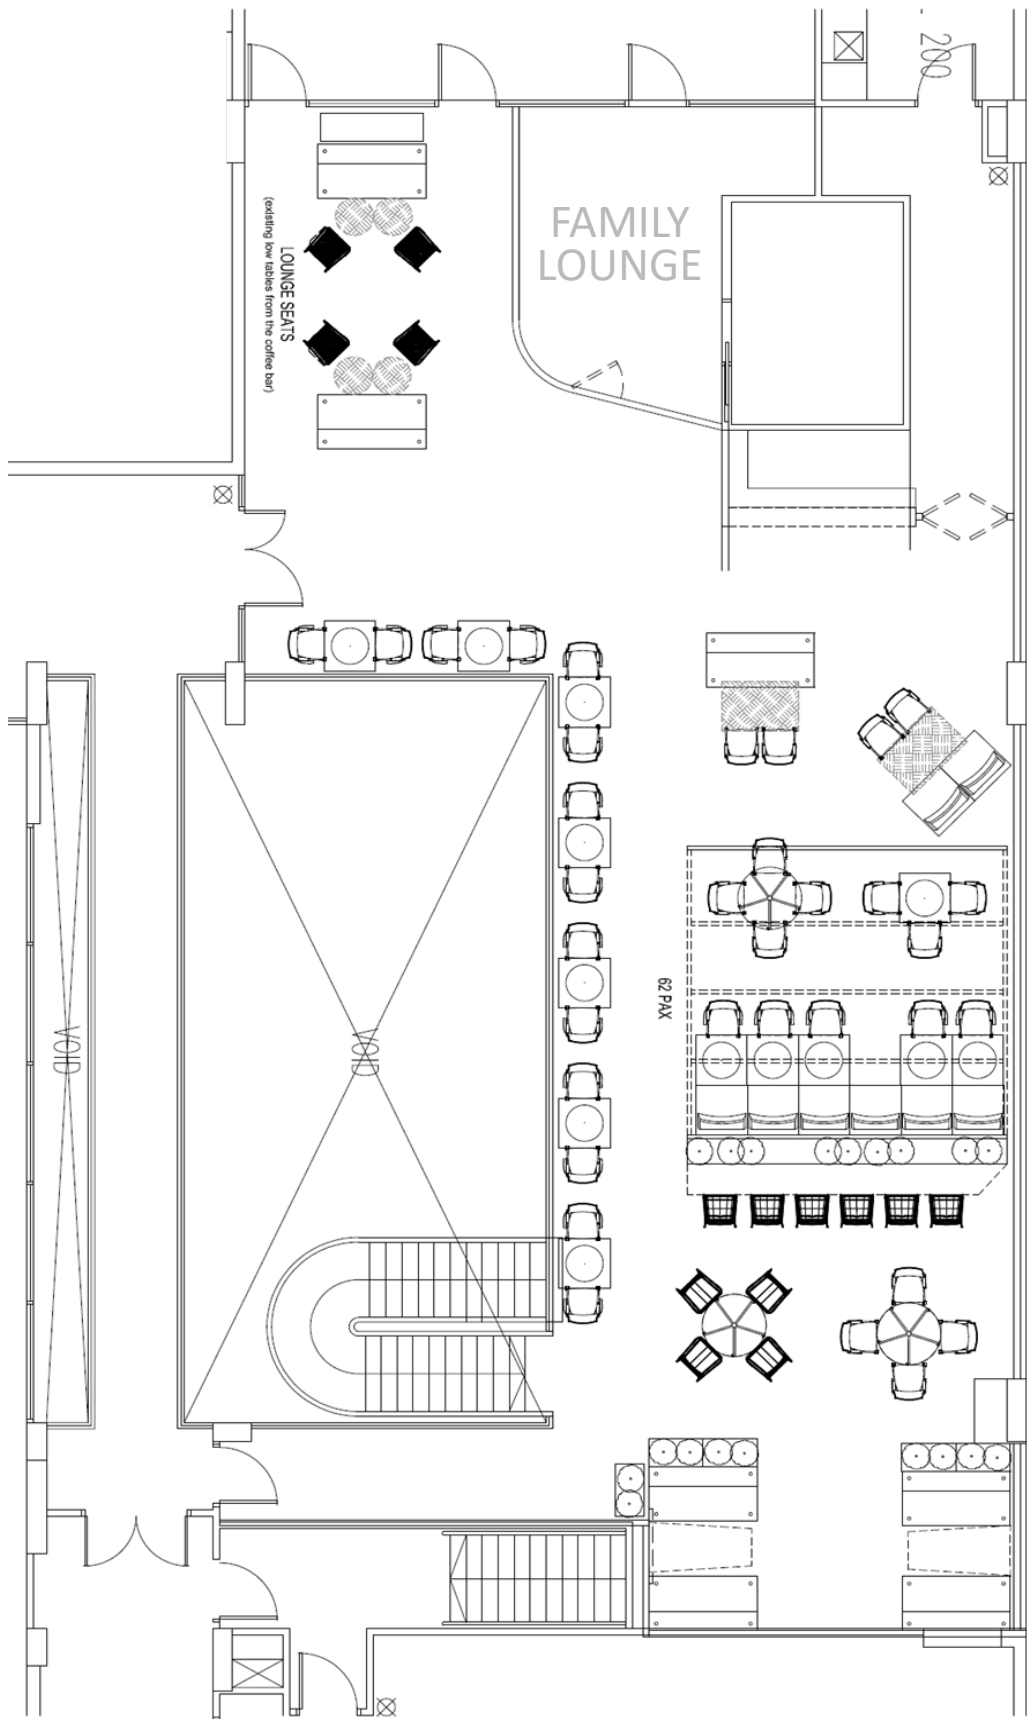 200
FAMILY
LOUNGE
LOUNGE SEATS
(existing low tables from the coffee bar)
62 PAX
VOID
VOID